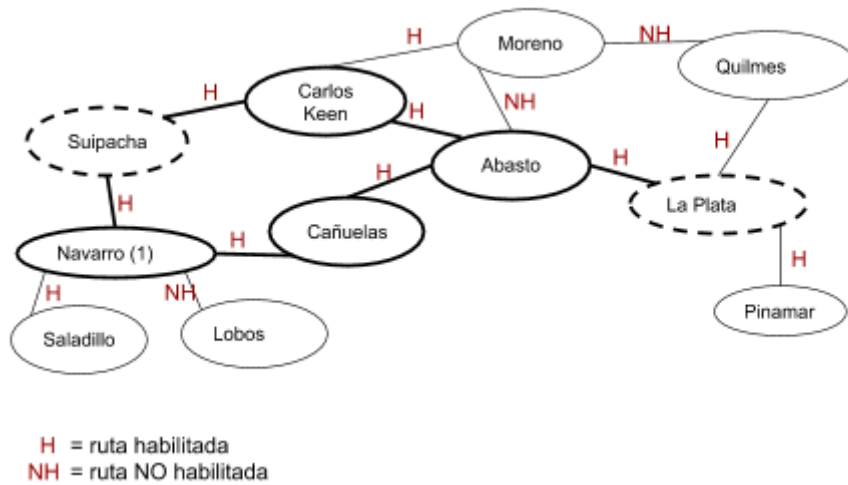 H
Moreno
NH
Quilmes
Carlos
Keen
H
H
NH
Suipacha
Abasto
H
H
H
La Plata
H
Navarro (1)
H
Cañuelas
H
H
NH
Saladillo
Lobos
Pinamar
H = ruta habilitada
NH = ruta NO habilitada